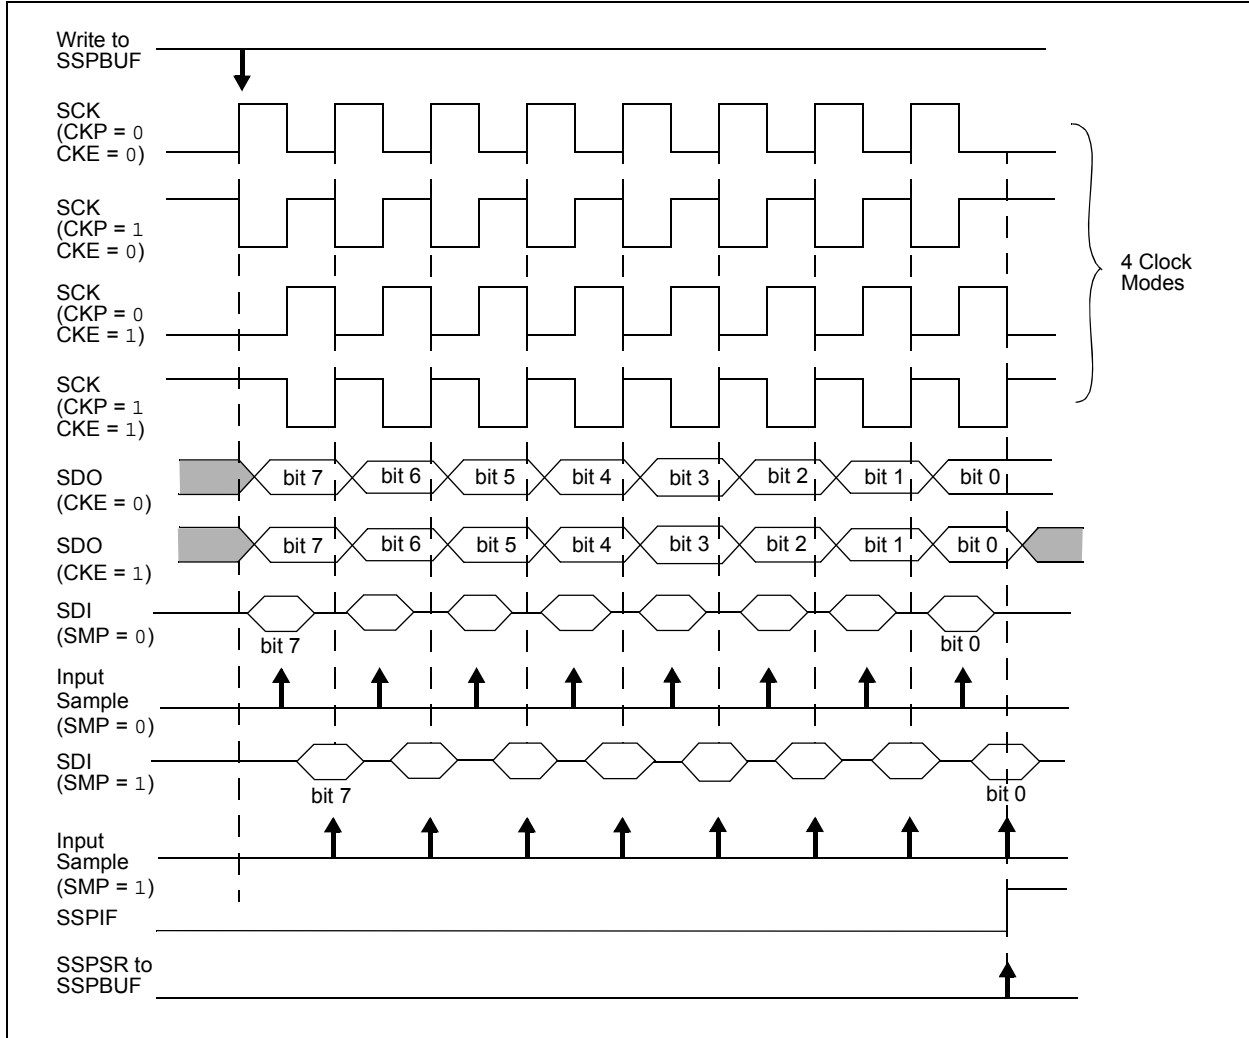 Write to
SSPBUF
SCK
(CKP = 0
CKE = 0)
SCK
(CKP = 1
CKE = 0)
4 Clock
Modes
SCK
(CKP = 0
CKE = 1)
SCK
(CKP = 1
CKE = 1)
SDO
(CKE = 0)
bit 7 bit 6 bit 5 bit 4 bit 3 bit 2 bit 1 bit 0
SDO
(CKE = 1)
bit 7 bit 6 bit 5 bit 4 bit 3 bit 2 bit 1 bit 0
SDI
(SMP = 0)
bit 7 bit 0
Input
Sample
(SMP = 0)
SDI
(SMP = 1)
bit 7 bit 0
Input
Sample
(SMP = 1)
SSPIF
SSPSR to
SSPBUF